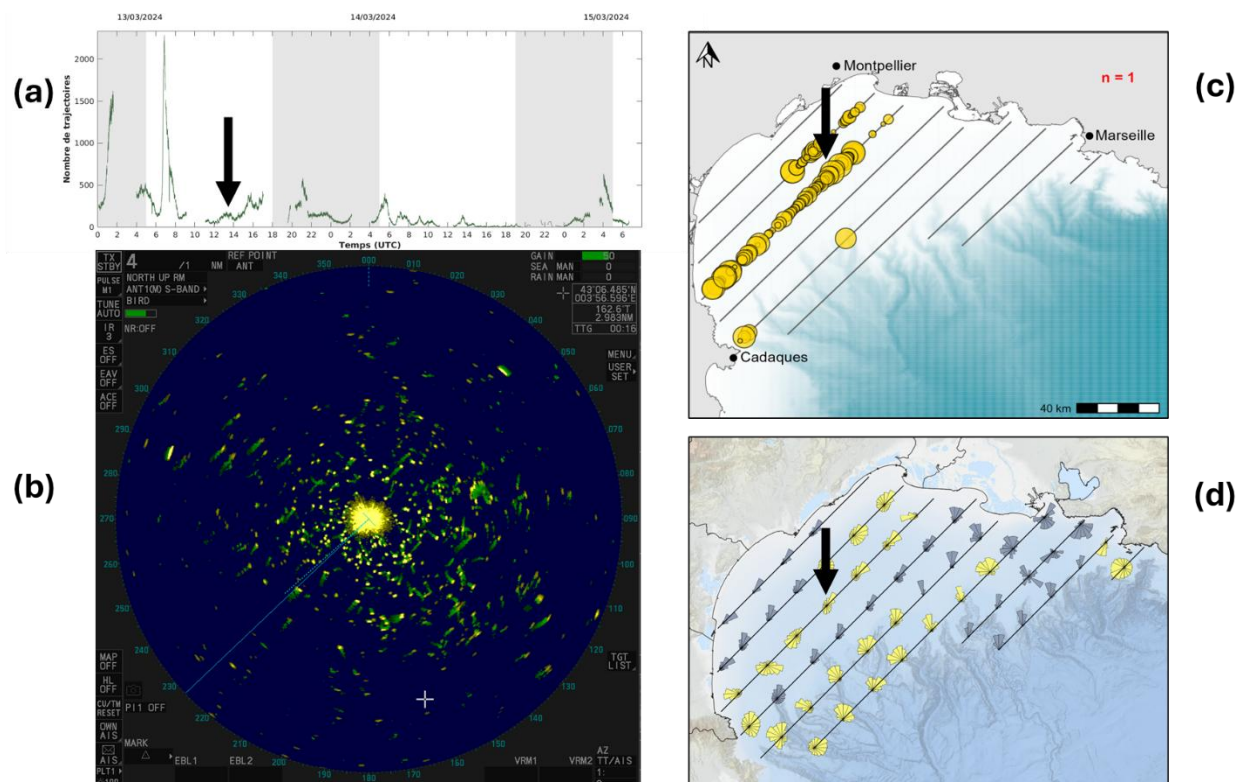 13/03/2024 14/03/2024 15/03/2024
(a)
Nombre de trajectoires
2000
1500
1000
500
0
0 2 4 6 8 10 12 14 16 18 20 22 0 2 4 6 8 10 12 14 16 18 20 22 0 2 4 6
Temps (UTC)
(b)
TX STBY
4 /1 NM
REF POINT
ANT
GAIN 50
SEA MAN 0
RAIN MAN 0
PULSE M1
NORTH UP RM
ANT10W S-BAND
BIRD
TUNE AUTO
IR 3
NR:OFF
ES OFF
EAV OFF
ACE OFF
43°06.485'N
003°56.596'E
162.6°T
2.983NM
TTG 00:16
MENU
USER SET
000
010
020
030
040
050
060
070
080
090
100
110
120
130
140
150
160
170
180
190
200
210
220
230
240
250
260
270
280
290
300
310
320
330
340
350
MAP OFF
HL OFF
CU/TM RESET
OWN AIS
AIS
PLT1
PI1 OFF
MARK
EBL1 EBL2
VRM1 VRM2
TGT LIST
AZ
TT/AIS
1:
(c)
Montpellier
n = 1
Marseille
Cadaques
40 km
(d)